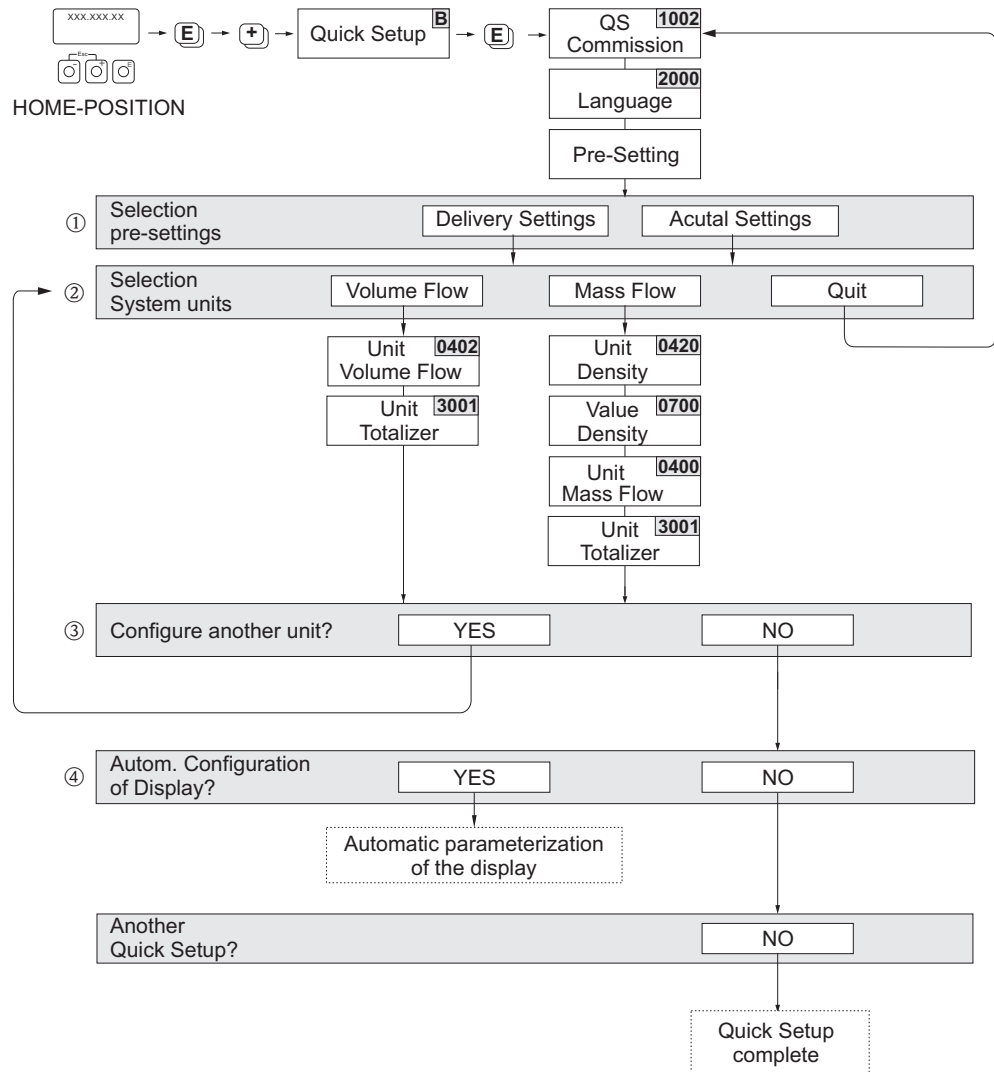 xxx.xxx.xx
Esc
- + E
HOME-POSITION
E
+
Quick Setup B
E
QS 1002
Commission
2000
Language
Pre-Setting
① Selection
pre-settings
Delivery Settings
Acutal Settings
② Selection
System units
Volume Flow
Mass Flow
Quit
Unit 0402
Volume Flow
Unit 3001
Totalizer
Unit 0420
Density
Value 0700
Density
Unit 0400
Mass Flow
Unit 3001
Totalizer
③ Configure another unit?
YES
NO
④ Autom. Configuration
of Display?
YES
NO
Automatic parameterization
of the display
Another
Quick Setup?
NO
Quick Setup
complete